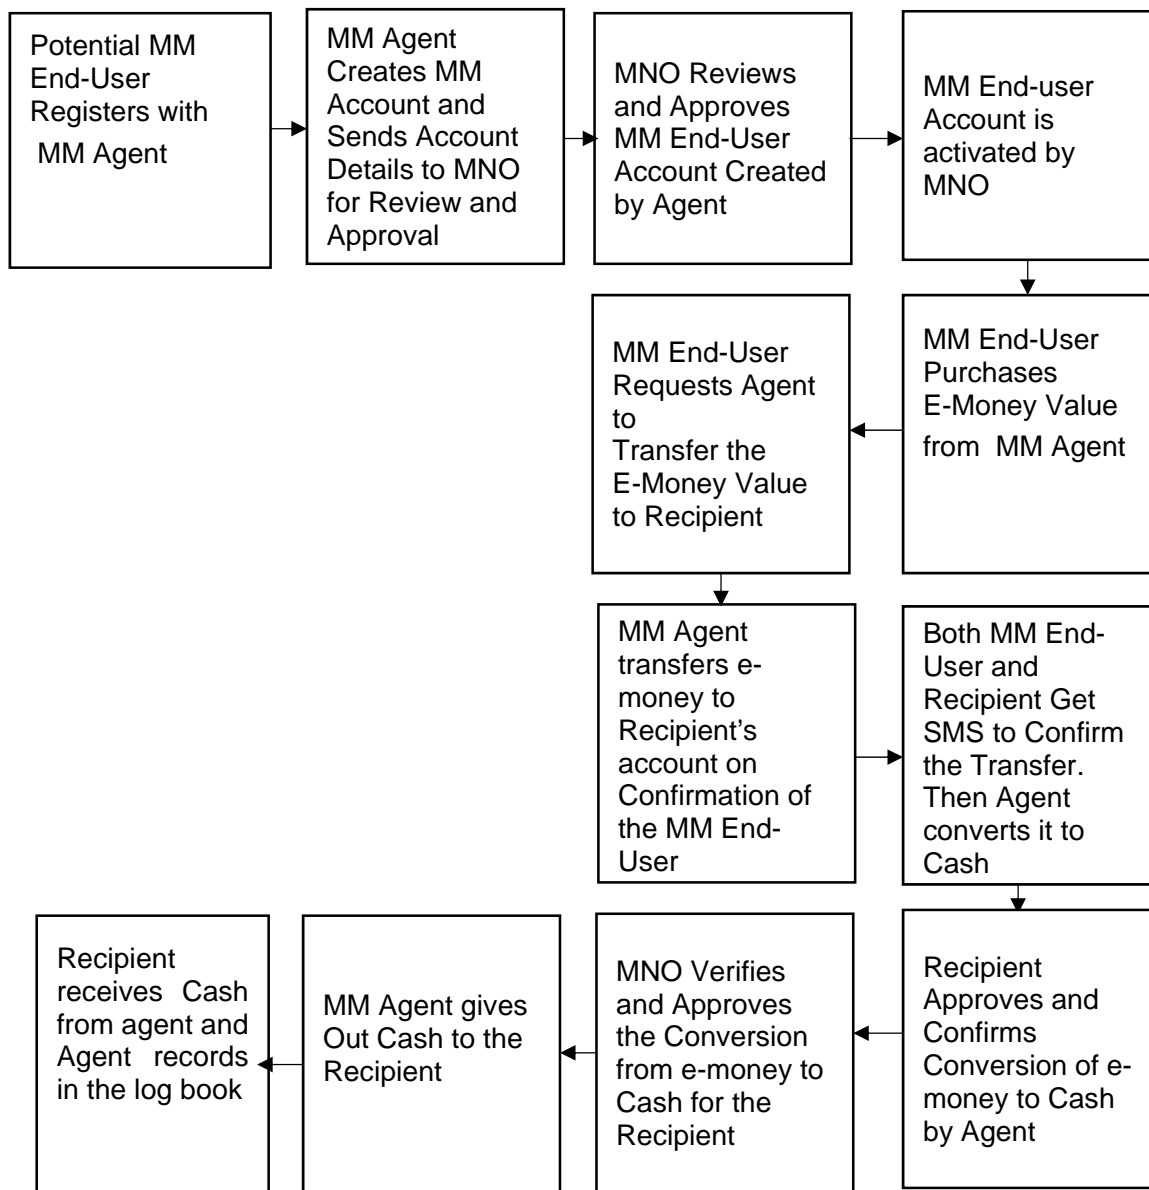 Potential MM
End-User
Registers with
MM Agent
MM Agent
Creates MM
Account and
Sends Account
Details to MNO
for Review and
Approval
MNO Reviews
and Approves
MM End-User
Account Created
by Agent
MM End-user
Account is
activated by
MNO
MM End-User
Purchases
E-Money Value
from MM Agent
MM End-User
Requests Agent
to
Transfer the
E-Money Value
to Recipient
MM Agent
transfers e-
money to
Recipient’s
account on
Confirmation of
the MM End-
User
Both MM End-
User and
Recipient Get
SMS to Confirm
the Transfer.
Then Agent
converts it to
Cash
Recipient
Approves and
Confirms
Conversion of e-
money to Cash
by Agent
MNO Verifies
and Approves
the Conversion
from e-money to
Cash for the
Recipient
MM Agent gives
Out Cash to the
Recipient
Recipient
receives Cash
from agent and
Agent records
in the log book